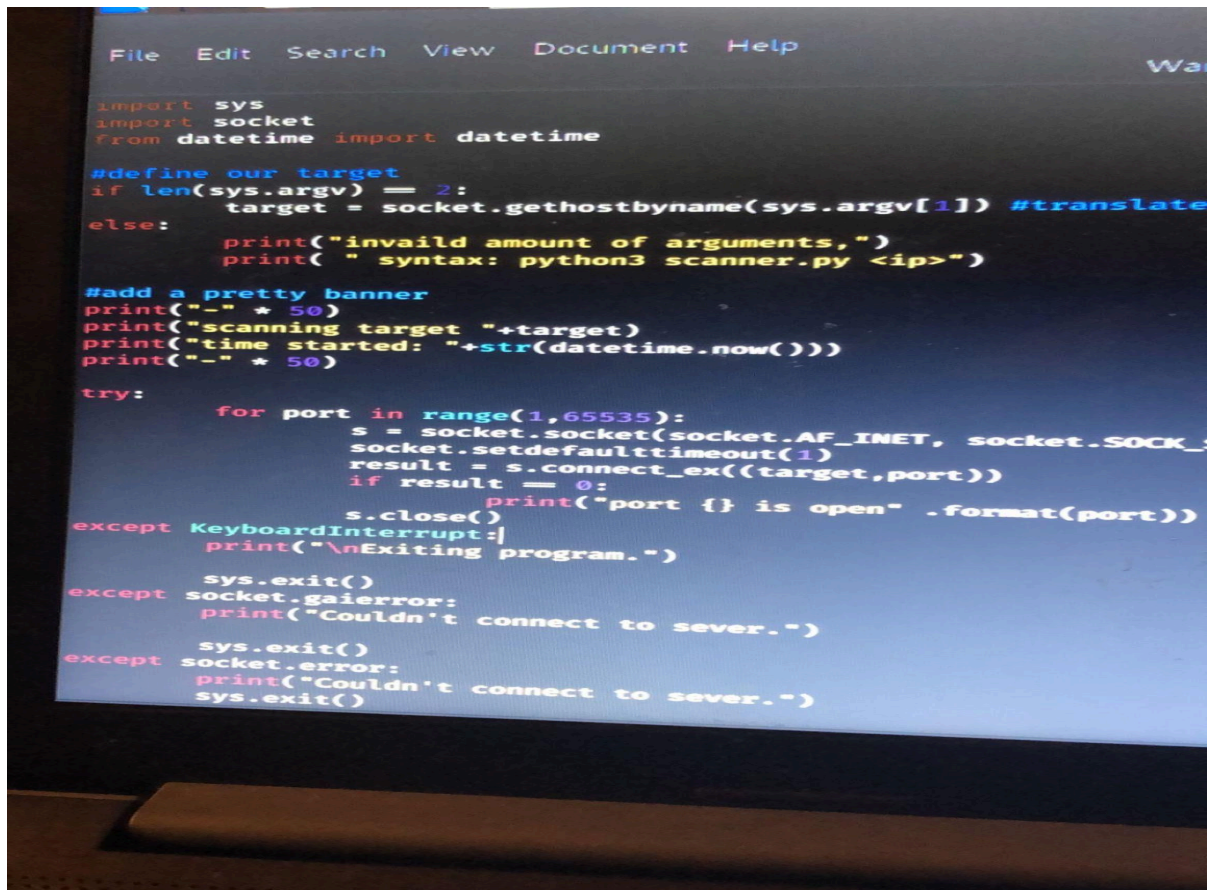 File Edit Search View Document Help
import sys
import socket
from datetime import datetime
#define our target
if len(sys.argv) == 2:
target = socket.gethostbyname(sys.argv[1]) #translate
else:
print("invaild amount of arguments,")
print( " syntax: python3 scanner.py <ip>")
#add a pretty banner
print("-" * 50)
print("scanning target "+target)
print("time started: "+str(datetime.now()))
print("-" * 50)
try:
for port in range(1,65535):
s = socket.socket(socket.AF_INET, socket.SOCK_
socket.setdefaulttimeout(1)
result = s.connect_ex((target,port))
if result == 0:
print("port {} is open" .format(port))
s.close()
except KeyboardInterrupt:
print("\nExiting program.")
sys.exit()
except socket.gaierror:
print("Couldn't connect to sever.")
sys.exit()
except socket.error:
print("Couldn't connect to sever.")
sys.exit()